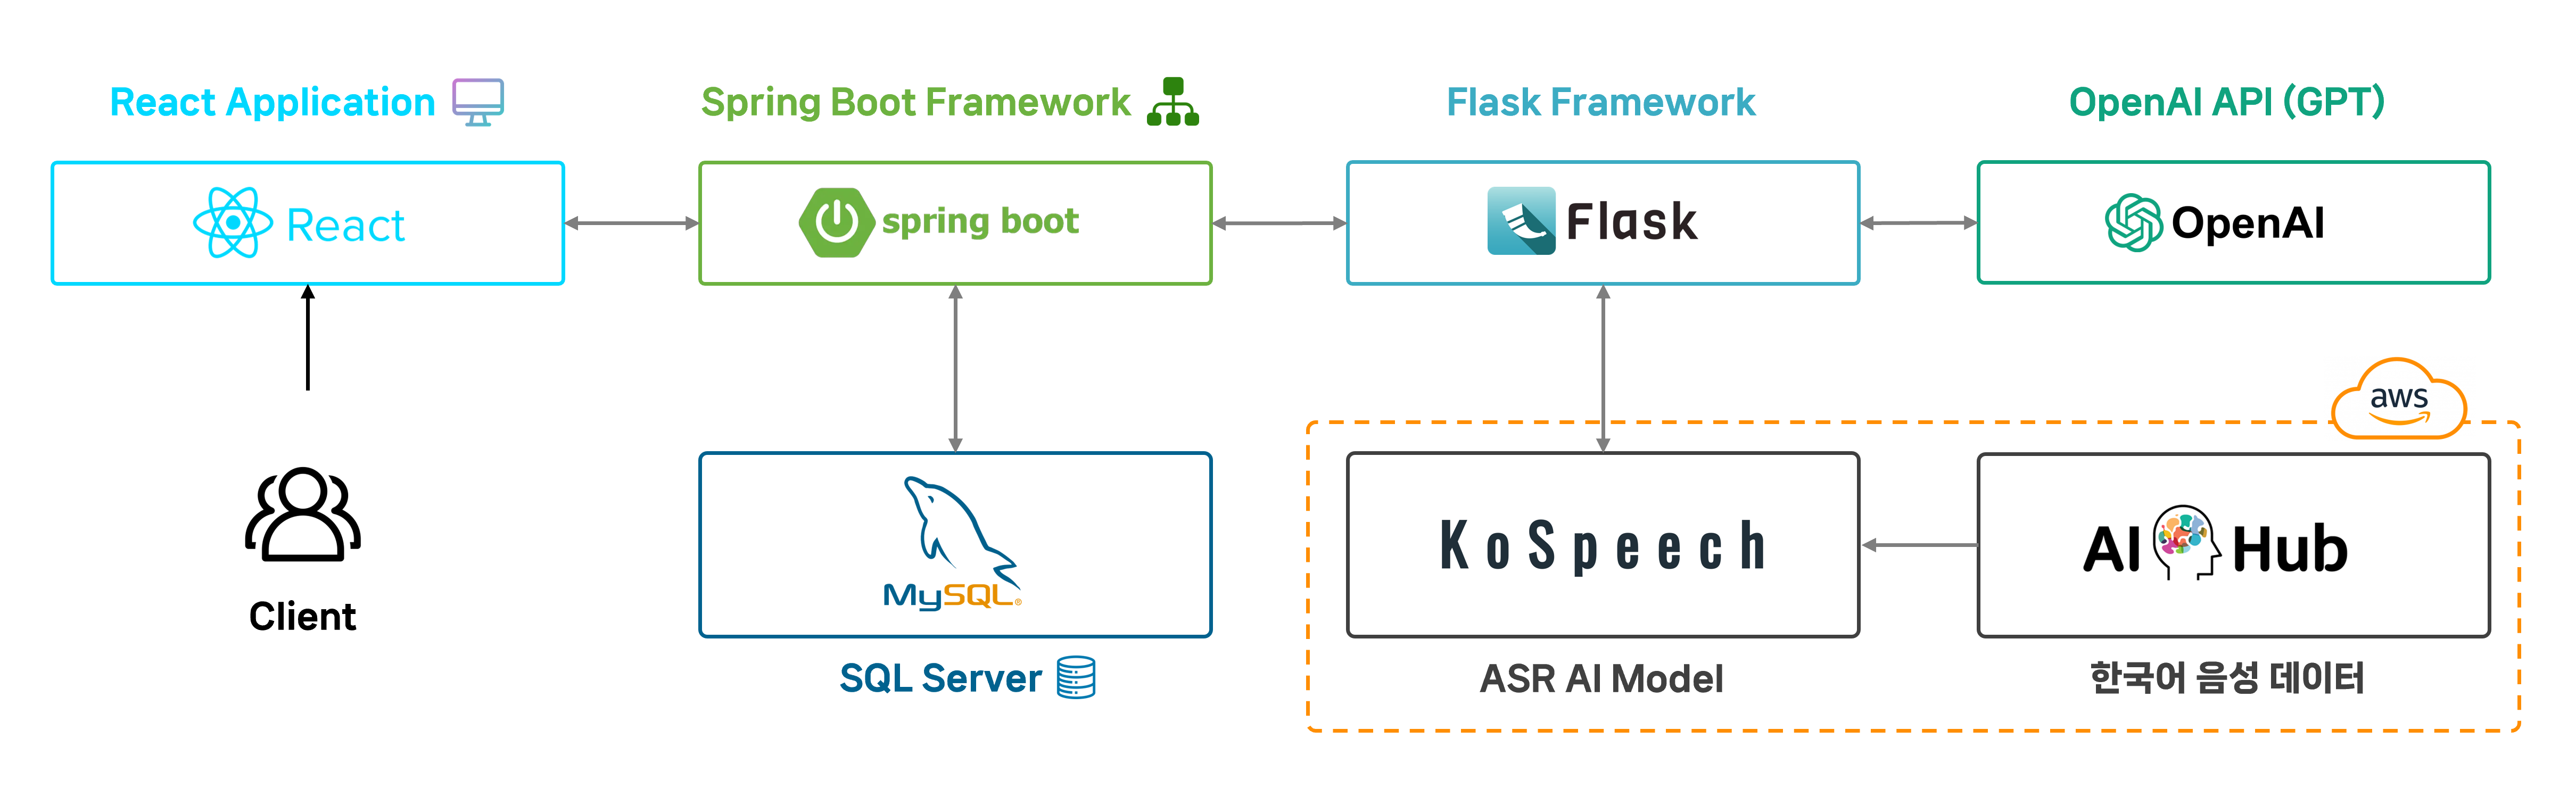 React Application
Spring Boot Framework
Flask Framework
OpenAI API (GPT)
React
spring boot
Flask
OpenAI
aws
Client
MySQL®
KoSpeech
AI Hub
SQL Server
ASR AI Model
한국어 음성 데이터